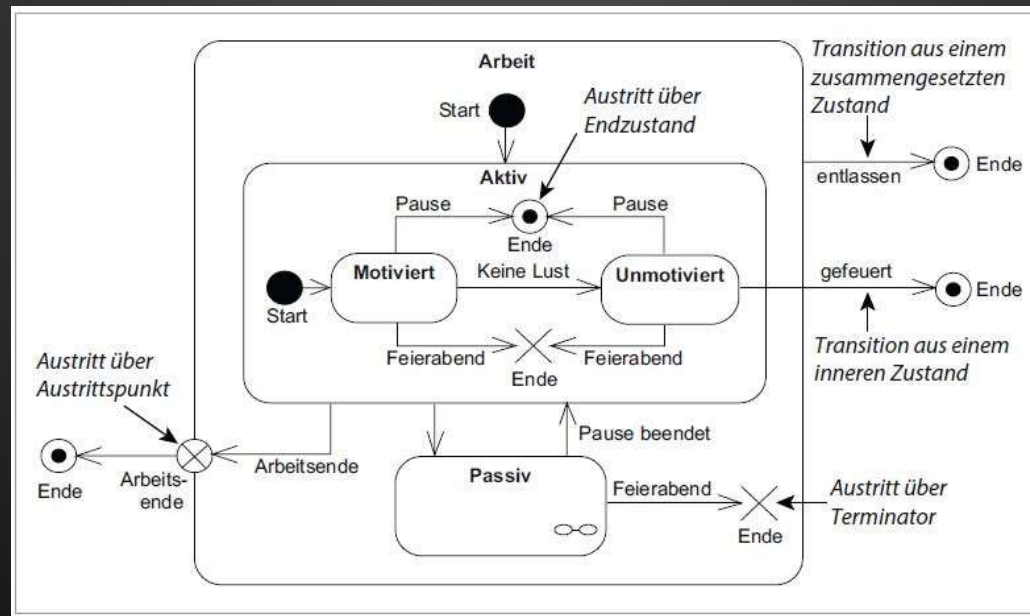 Arbeit
Start
Austritt über
Endzustand
Transition aus einem
zusammengesetzten
Zustand
entlassen
Ende
Aktiv
Pause
Pause
Ende
Motiviert
Keine Lust
Unmotiviert
Start
gefeuert
Ende
Feierabend
Feierabend
Ende
Transition aus einem
inneren Zustand
Austritt über
Austrittspunkt
Ende
Arbeits-
ende
Arbeitsende
Pause beendet
Passiv
Feierabend
Ende
Austritt über
Terminator